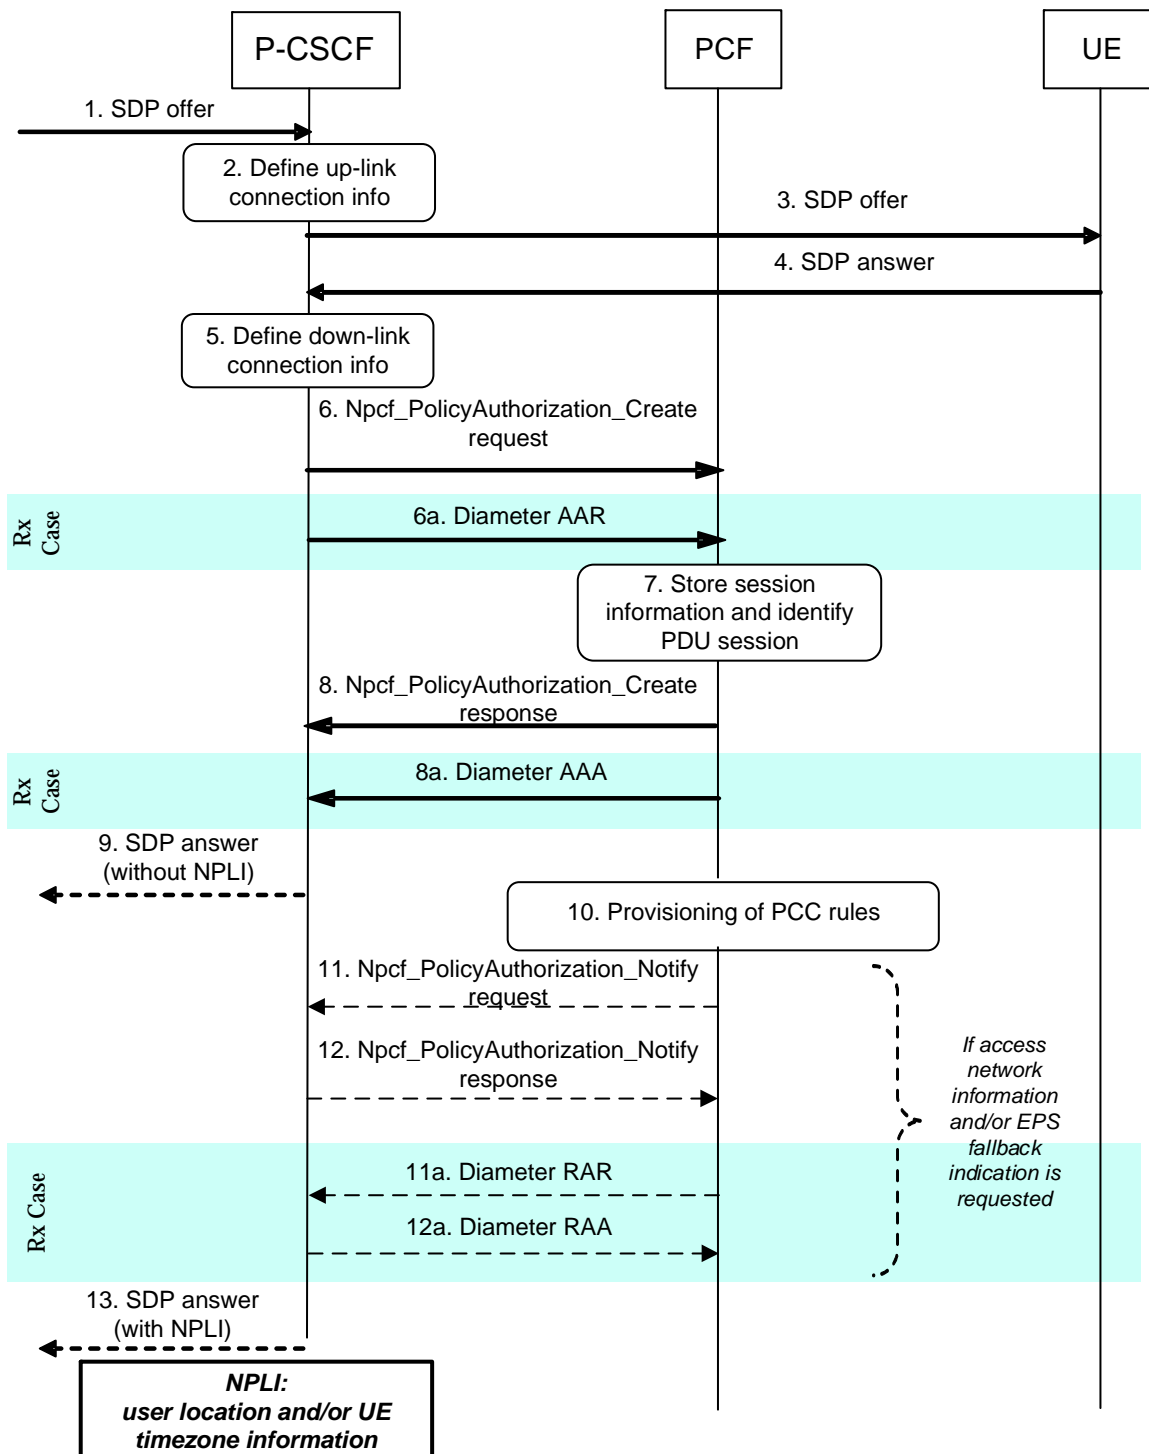 P-CSCF
PCF
UE
1. SDP offer
2. Define up-link
connection info
3. SDP offer
4. SDP answer
5. Define down-link
connection info
6. Npcf_PolicyAuthorization_Create
request
Rx
Case
6a. Diameter AAR
7. Store session
information and identify
PDU session
8. Npcf_PolicyAuthorization_Create
response
Rx
Case
8a. Diameter AAA
9. SDP answer
(without NPLI)
10. Provisioning of PCC rules
11. Npcf_PolicyAuthorization_Notify
request
12. Npcf_PolicyAuthorization_Notify
response
If access
network
information
and/or EPS
fallback
indication is
requested
Rx Case
11a. Diameter RAR
12a. Diameter RAA
13. SDP answer
(with NPLI)
NPLI:
user location and/or UE
timezone information